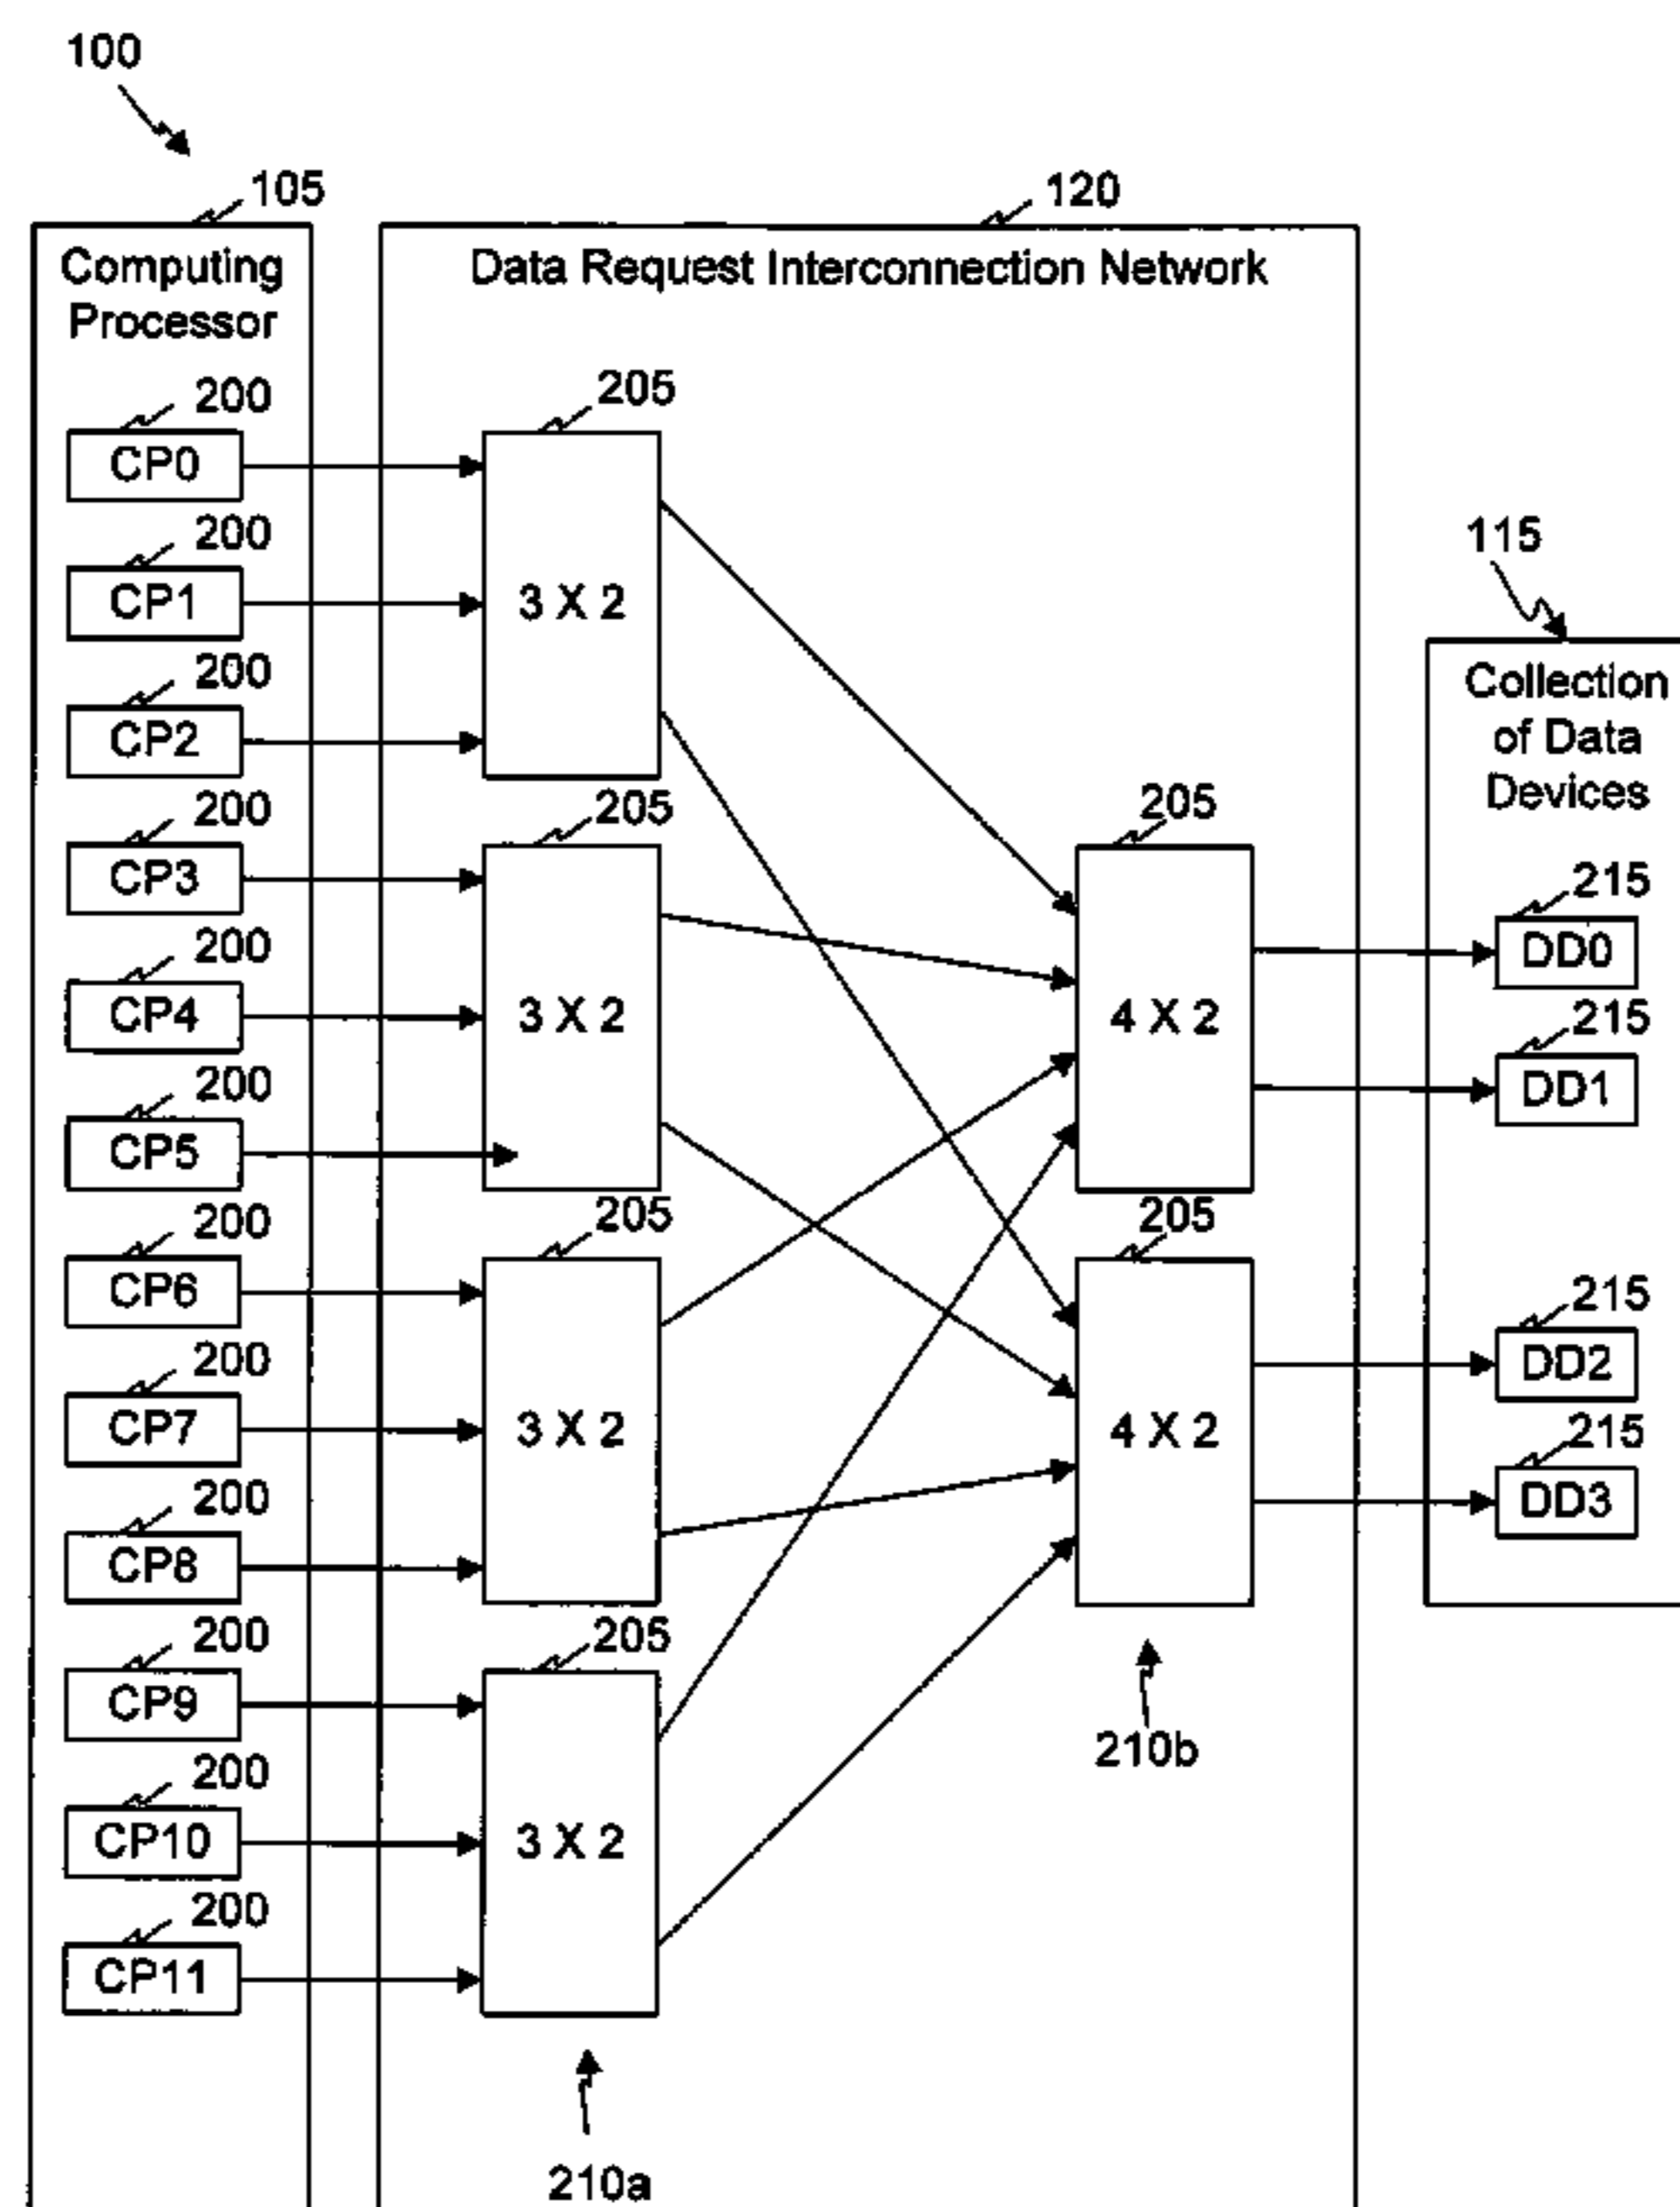 100
105
120
Computing
Processor
Data Request Interconnection Network
200
205
CP0
200
115
CP1
3 X 2
200
Collection
of Data
Devices
CP2
200
205
205
CP3
215
200
DD0
CP4
3 X 2
4 X 2
215
200
DD1
CP5
200
205
205
CP6
215
200
DD2
CP7
3 X 2
4 X 2
215
200
DD3
CP8
200
205
CP9
210b
200
CP10
3 X 2
200
CP11
210a